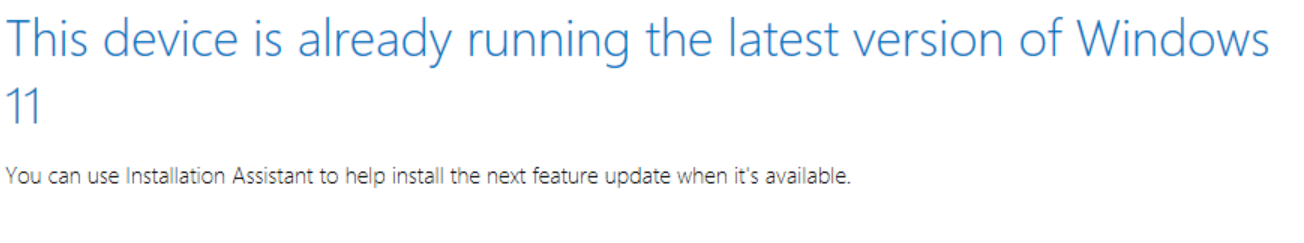 This device is already running the latest version of Windows
11
You can use Installation Assistant to help install the next feature update when it's available.